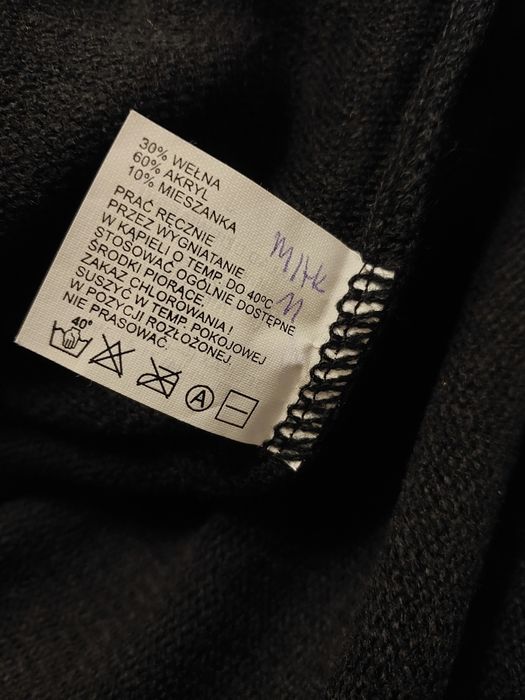 30% WEŁNA
60% AKRYL
10% MIESZANKA
PRAĆ RĘCZNIE
PRZEZ WYGNIATANIE
W KĄPIELI O TEMP. DO 40°C
STOSOWAĆ OGÓLNIE DOSTĘPNE
ŚRODKI PIORĄCE.
ZAKAZ CHLOROWANIA !
SUSZYĆ W TEMP. POKOJOWEJ
W POZYCJI ROZŁOŻONEJ.
NIE PRASOWAĆ.
40°
A